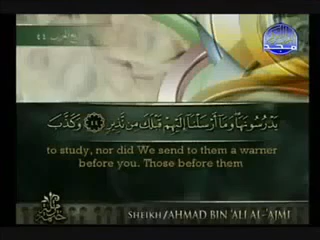 يَدْرُسُونَهَا وَمَا أَرْسَلْنَا إِلَيْهِمْ قَبْلَكَ مِن نَّذِيرٍ ﴿٤٤﴾ وَكَذَّبَ
to study, nor did We send to them a warner
before you. Those before them
SHEIKH/AHMAD BIN 'ALI AL-'AJMI